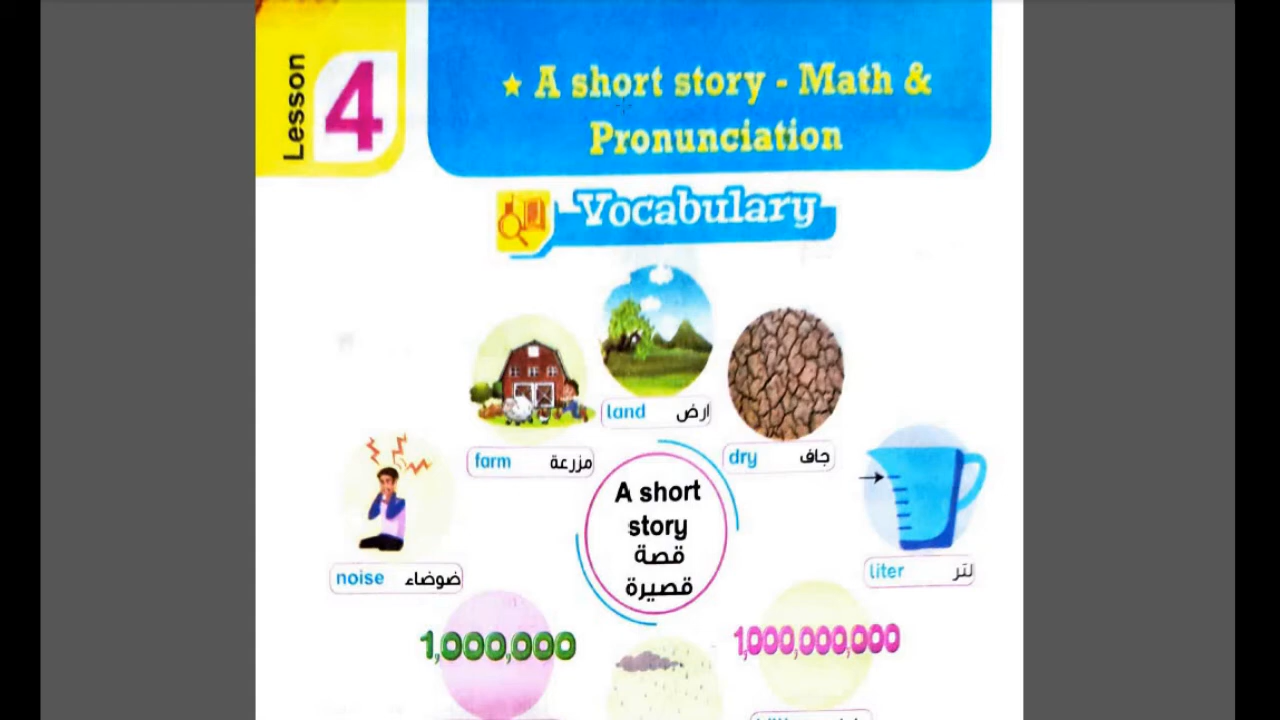 Lesson 4
★ A short story - Math &
Pronunciation
Vocabulary
land ارض
farm مزرعة
dry جاف
A short
story
قصة
قصيرة
noise ضوضاء
liter لتر
1,000,000
1,000,000,000